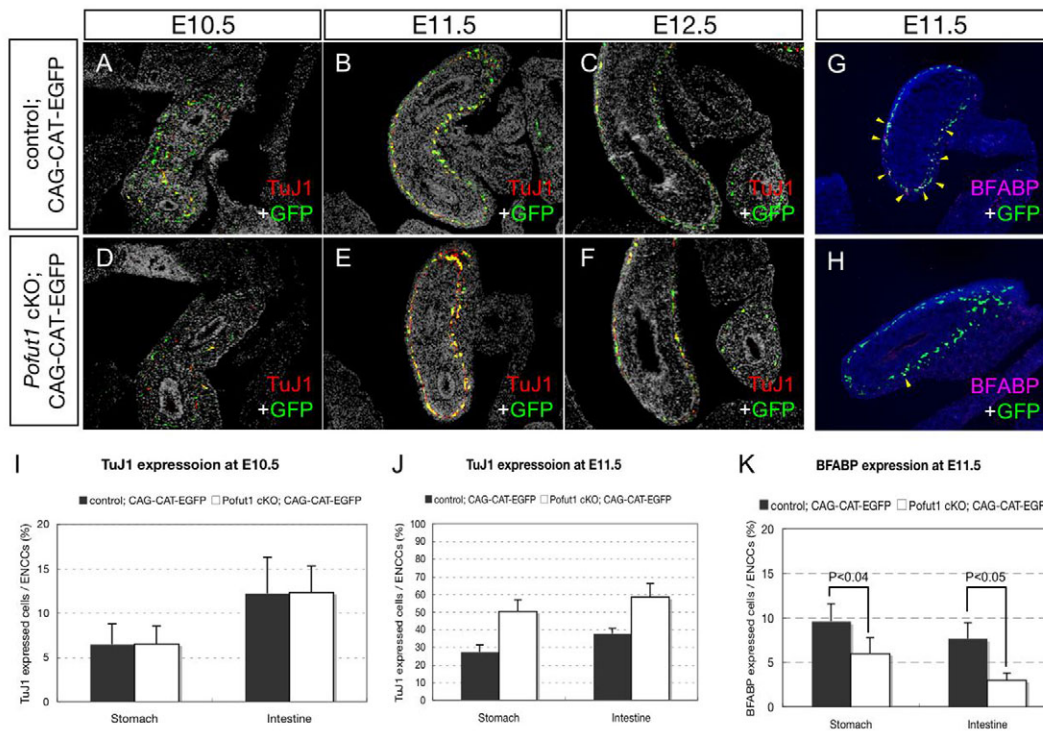 E10.5
E11.5
E12.5
E11.5
control;
CAG-CAT-EGFP
A
TuJ1
+GFP
B
TuJ1
+GFP
C
TuJ1
+GFP
G
BFABP
+GFP
Pofut1 cKO;
CAG-CAT-EGFP
D
TuJ1
+GFP
E
TuJ1
+GFP
F
TuJ1
+GFP
H
BFABP
+GFP
I
TuJ1 expressoion at E10.5
control; CAG-CAT-EGFP Pofut1 cKO; CAG-CAT-EGFP
TuJ1 expressed cells / ENCCs (%)
20
15
10
5
0
Stomach Intestine
J
TuJ1 expressoion at E11.5
control; CAG-CAT-EGFP Pofut1 cKO; CAG-CAT-EGFP
TuJ1 expressed cells / ENCCs (%)
100
90
80
70
60
50
40
30
20
10
0
Stomach Intestine
K
BFABP expression at E11.5
control; CAG-CAT-EGFP Pofut1 cKO; CAG-CAT-EGF
BFABP expressed cells / ENCCs (%)
20
15
10
5
0
P<0.04
P<0.05
Stomach Intestine